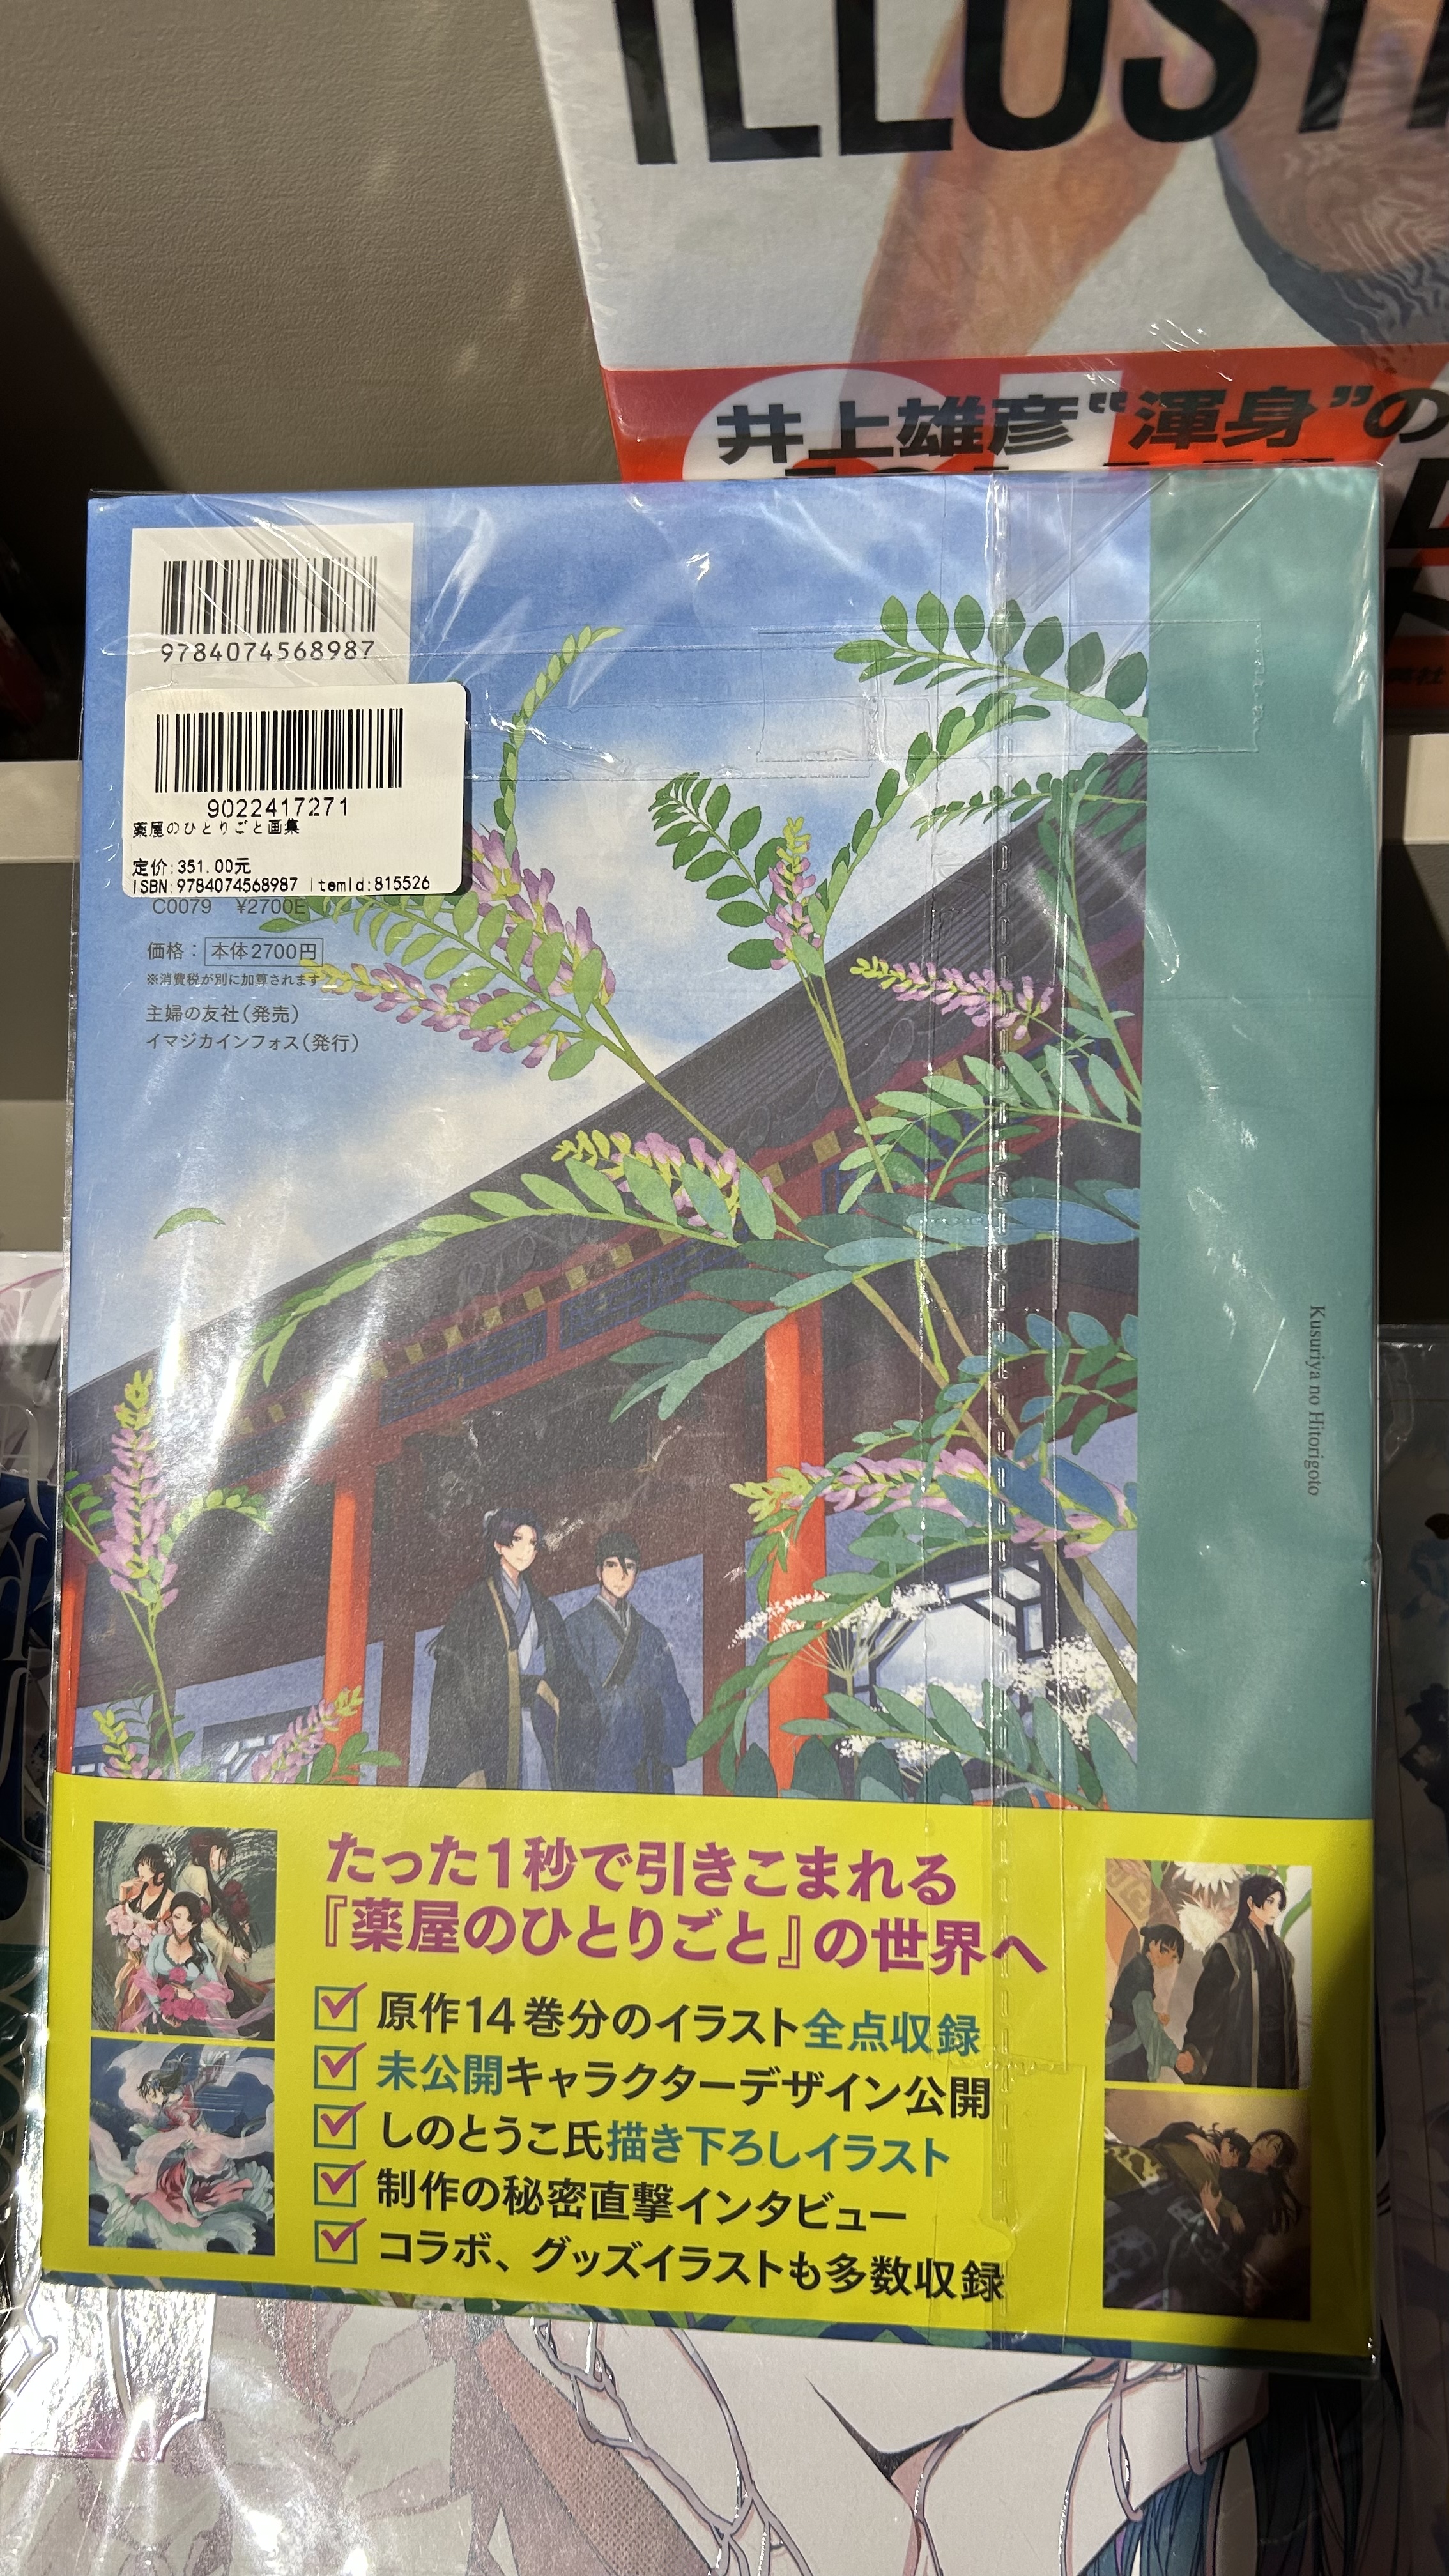 ILLUST
井上雄彦“渾身”の
9784074568987
9022417271
薬屋のひとりごと画集
定价:351.00元
ISBN:9784074568987 ItemId:815526
C0079 ¥2700E
価格：本体2700円
※消費税が別に加算されます
主婦の友社（発売）
イマジカインフォス（発行）
Kusuriya no Hitorigoto
たった1秒で引きこまれる
『薬屋のひとりごと』の世界へ
原作14巻分のイラスト全点収録
未公開キャラクターデザイン公開
しのとうこ氏描き下ろしイラスト
制作の秘密直撃インタビュー
コラボ、グッズイラストも多数収録